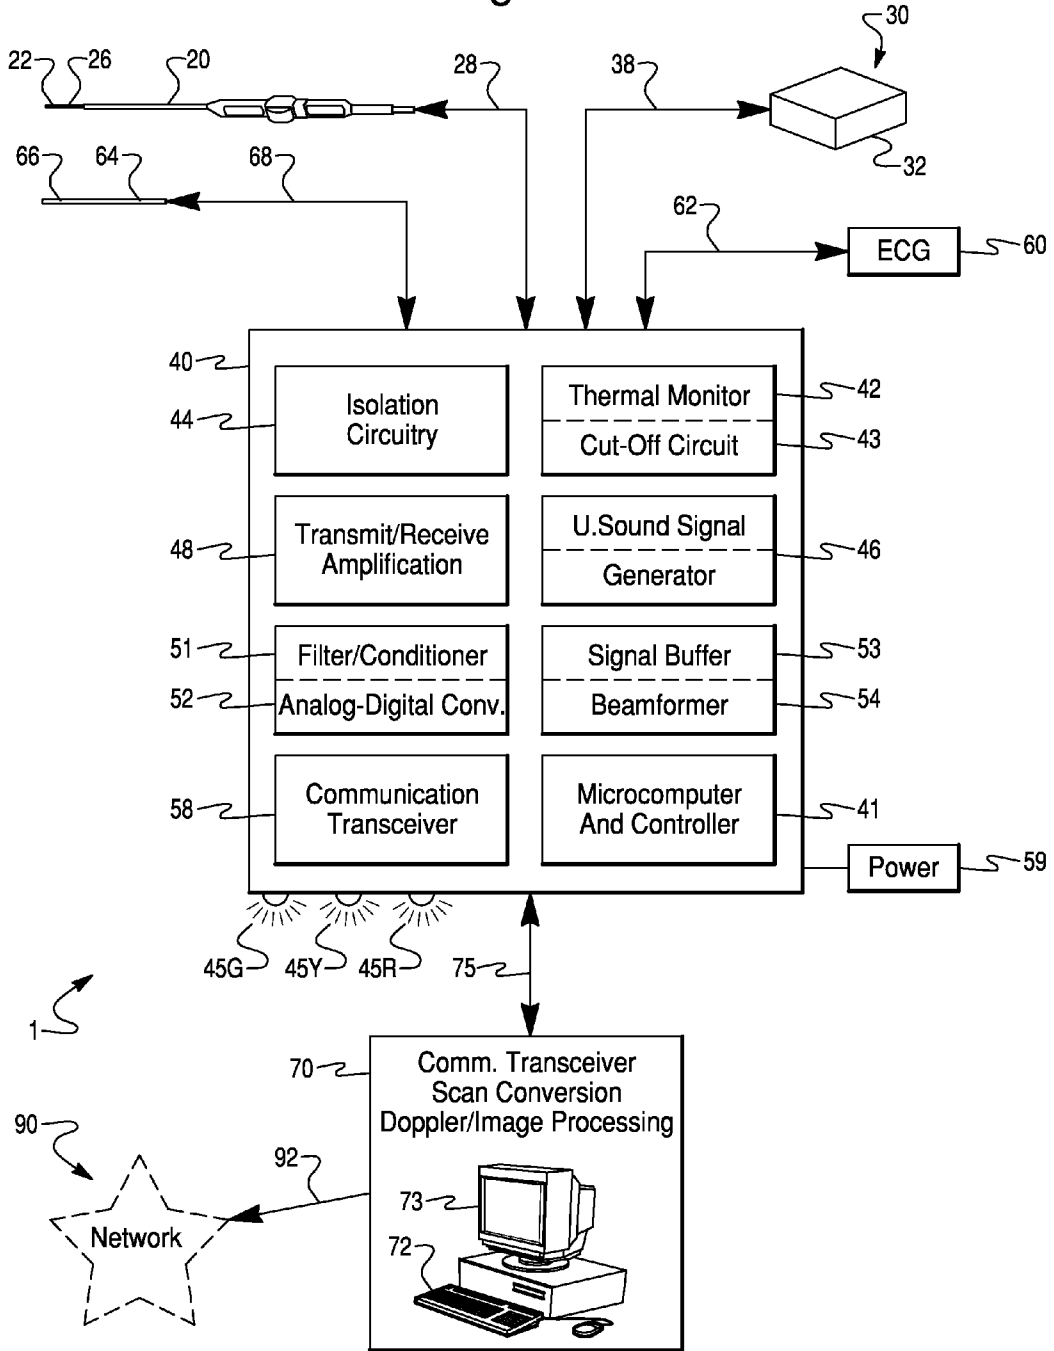 30
22
26
20
28
38
32
66
64
68
62
ECG
60
40
44
Isolation
Circuitry
Thermal Monitor
42
Cut-Off Circuit
43
48
Transmit/Receive
Amplification
U.Sound Signal
Generator
46
51
Filter/Conditioner
52
Analog-Digital Conv.
Signal Buffer
53
Beamformer
54
58
Communication
Transceiver
Microcomputer
And Controller
41
Power
59
45G
45Y
45R
75
1
70
Comm. Transceiver
Scan Conversion
Doppler/Image Processing
73
72
90
92
Network